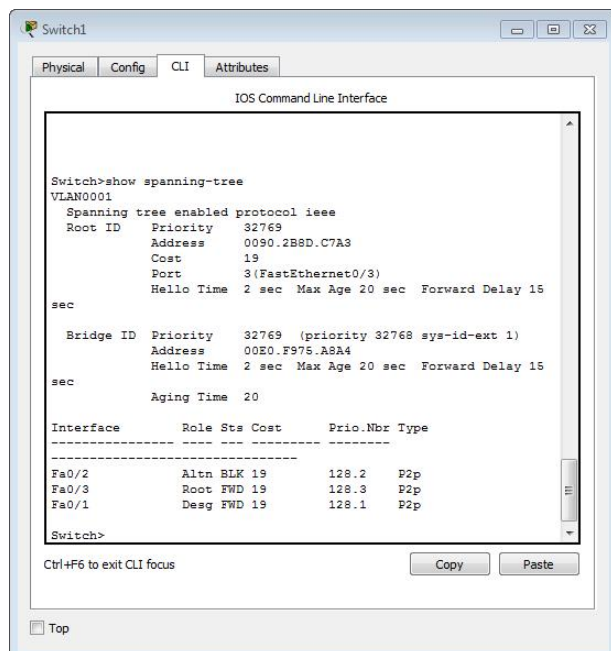 Switch1
Physical Config CLI Attributes
IOS Command Line Interface
Switch>show spanning-tree
VLAN0001
  Spanning tree enabled protocol ieee
  Root ID    Priority    32769
             Address     0090.2B8D.C7A3
             Cost        19
             Port        3(FastEthernet0/3)
             Hello Time  2 sec  Max Age 20 sec  Forward Delay 15
sec
  Bridge ID  Priority    32769  (priority 32768 sys-id-ext 1)
             Address     00E0.F975.A8A4
             Hello Time  2 sec  Max Age 20 sec  Forward Delay 15
sec
             Aging Time  20
Interface        Role Sts Cost      Prio.Nbr Type
---------------- ---- --- --------- --------
--------------------------------
Fa0/2            Altn BLK 19        128.2    P2p
Fa0/3            Root FWD 19        128.3    P2p
Fa0/1            Desg FWD 19        128.1    P2p
Switch>
Ctrl+F6 to exit CLI focus
Copy Paste
Top